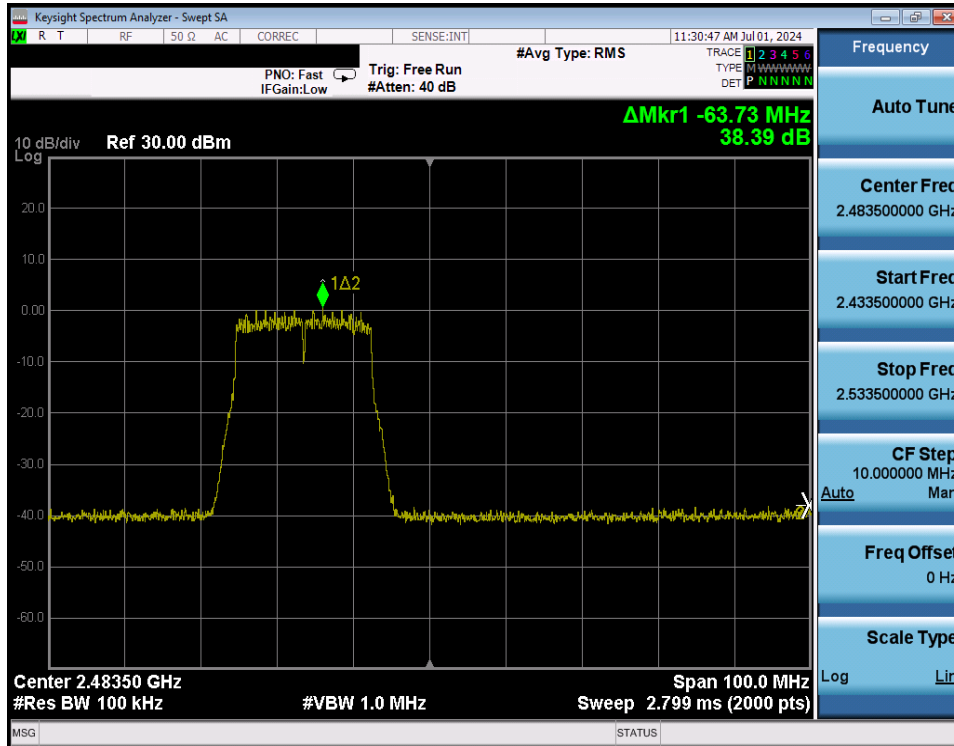 Keysight Spectrum Analyzer - Swept SA
LXI R T RF 50 Ω AC CORREC SENSE:INT 11:30:47 AM Jul 01, 2024
Frequency
PNO: Fast
IFGain:Low
Trig: Free Run
#Atten: 40 dB
#Avg Type: RMS
TRACE 1 2 3 4 5 6
TYPE M WWWWW
DET P N N N N N
Auto Tune
ΔMkr1 -63.73 MHz
38.39 dB
10 dB/div Ref 30.00 dBm
Log
Center Freq
2.483500000 GHz
20.0
10.0
0.00
-10.0
-20.0
-30.0
-40.0
-50.0
-60.0
1Δ2
Start Freq
2.433500000 GHz
Stop Freq
2.533500000 GHz
CF Step
10.000000 MHz
Auto Man
Freq Offset
0 Hz
Scale Type
Log Lin
Center 2.48350 GHz Span 100.0 MHz
#Res BW 100 kHz #VBW 1.0 MHz Sweep 2.799 ms (2000 pts)
MSG STATUS